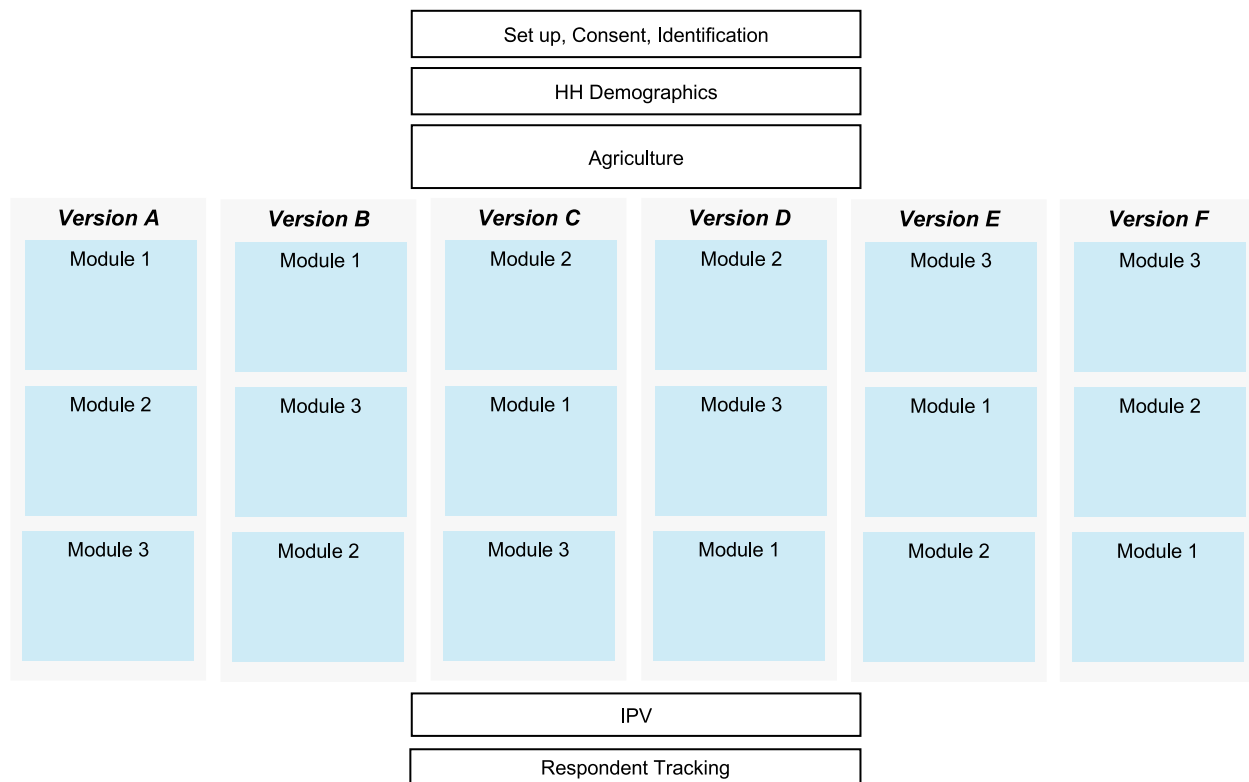 Set up, Consent, Identification
HH Demographics
Agriculture
Version A
Version B
Version C
Version D
Version E
Version F
Module 1
Module 1
Module 2
Module 2
Module 3
Module 3
Module 2
Module 3
Module 1
Module 3
Module 1
Module 2
Module 3
Module 2
Module 3
Module 1
Module 2
Module 1
IPV
Respondent Tracking